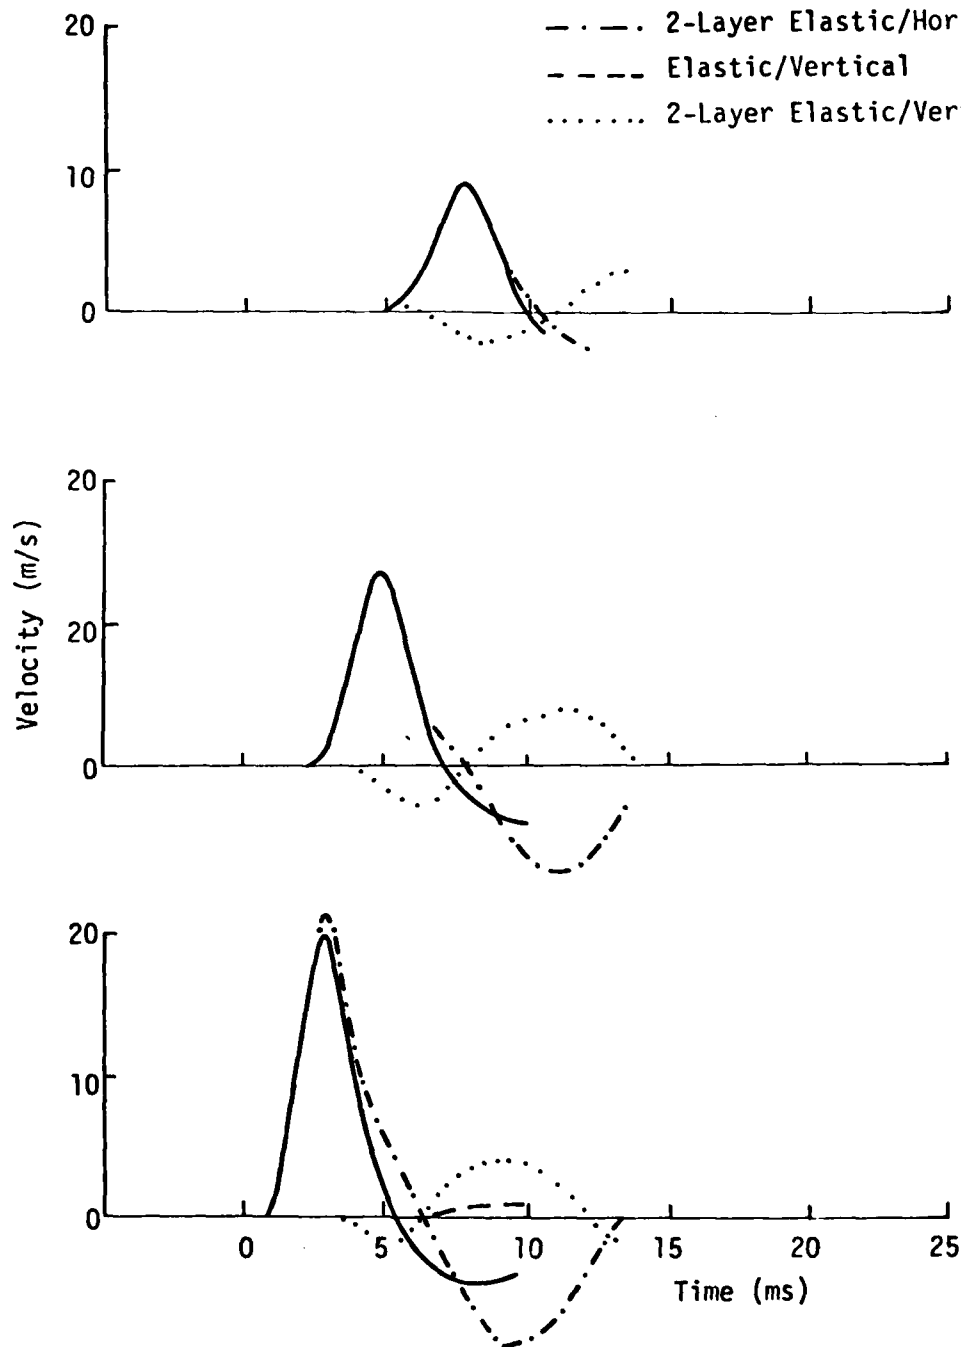 20
2-Layer Elastic/Hor
Elastic/Vertical
2-Layer Elastic/Ver
10
0
20
Velocity (m/s)
20
0
20
10
0
0 5 10 15 20 25
Time (ms)